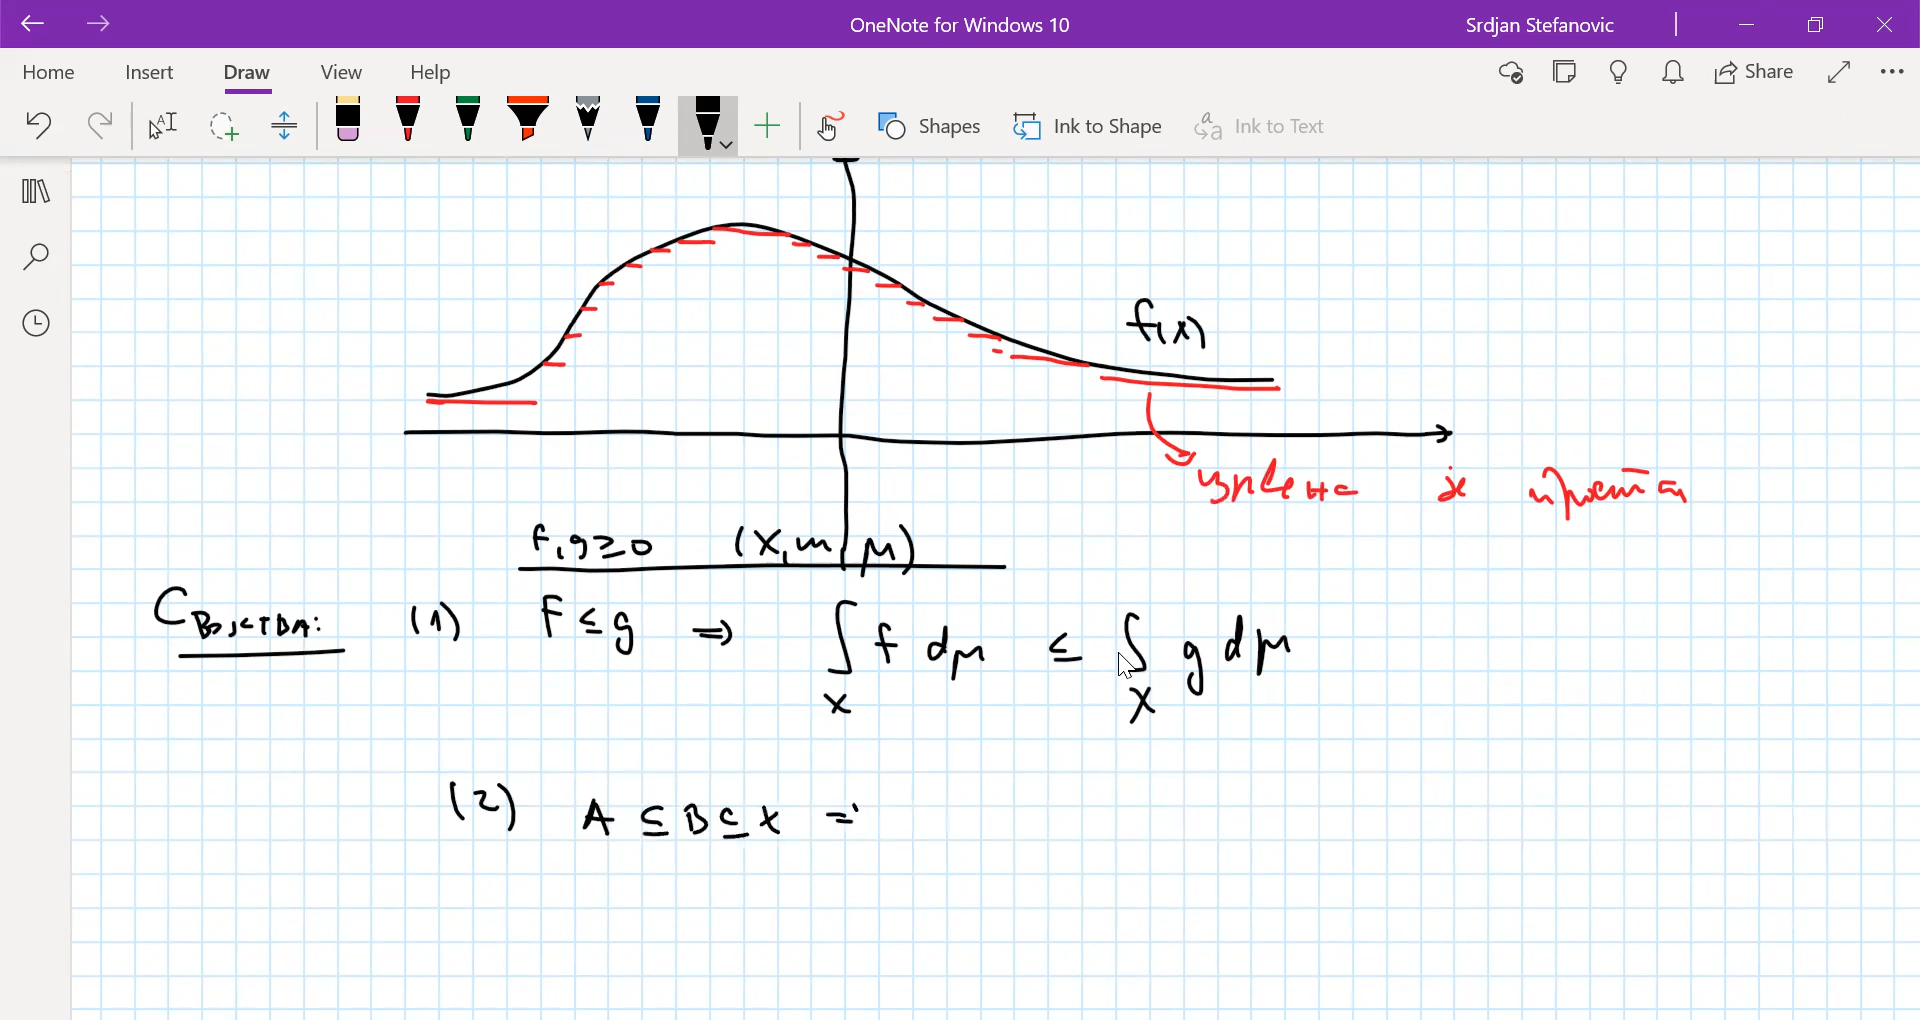 OneNote for Windows 10
Srdjan Stefanovic
Home Insert Draw View Help
Share
Shapes Ink to Shape Ink to Text
f(x)
је
f, g ≥ 0 (X, m, μ)
Својства: (1) f ≤ g ⇒ ∫ f dμ ≤ ∫ g dμ
X X
(2) A ⊆ B ⊆ X =